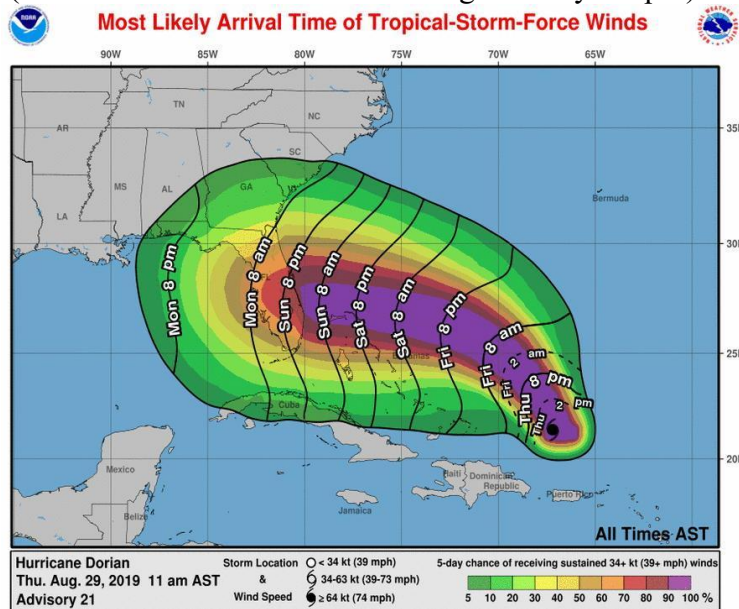 Most Likely Arrival Time of Tropical-Storm-Force Winds
NOAA
90W 85W 80W 75W 70W 65W
TN
NC
AR
SC
MS
AL
GA
LA
Bermuda
Mon 8 pm
Mon 8 am
Sun 8 pm
Sun 8 am
Sat 8 pm
Sat 8 am
Fri 8 pm
Fri 8 am
Fri 2 am
Thu 8 pm
Thu 2 pm
Cuba
Mexico
Belize
Jamaica
Haiti
Dominican
Republic
Puerto Rico
All Times AST
Hurricane Dorian
Thu. Aug. 29, 2019 11 am AST
Advisory 21
Storm Location
&
Wind Speed
< 34 kt (39 mph)
34-63 kt (39-73 mph)
≥ 64 kt (74 mph)
5-day chance of receiving sustained 34+ kt (39+ mph) winds
5 10 20 30 40 50 60 70 80 90 100 %